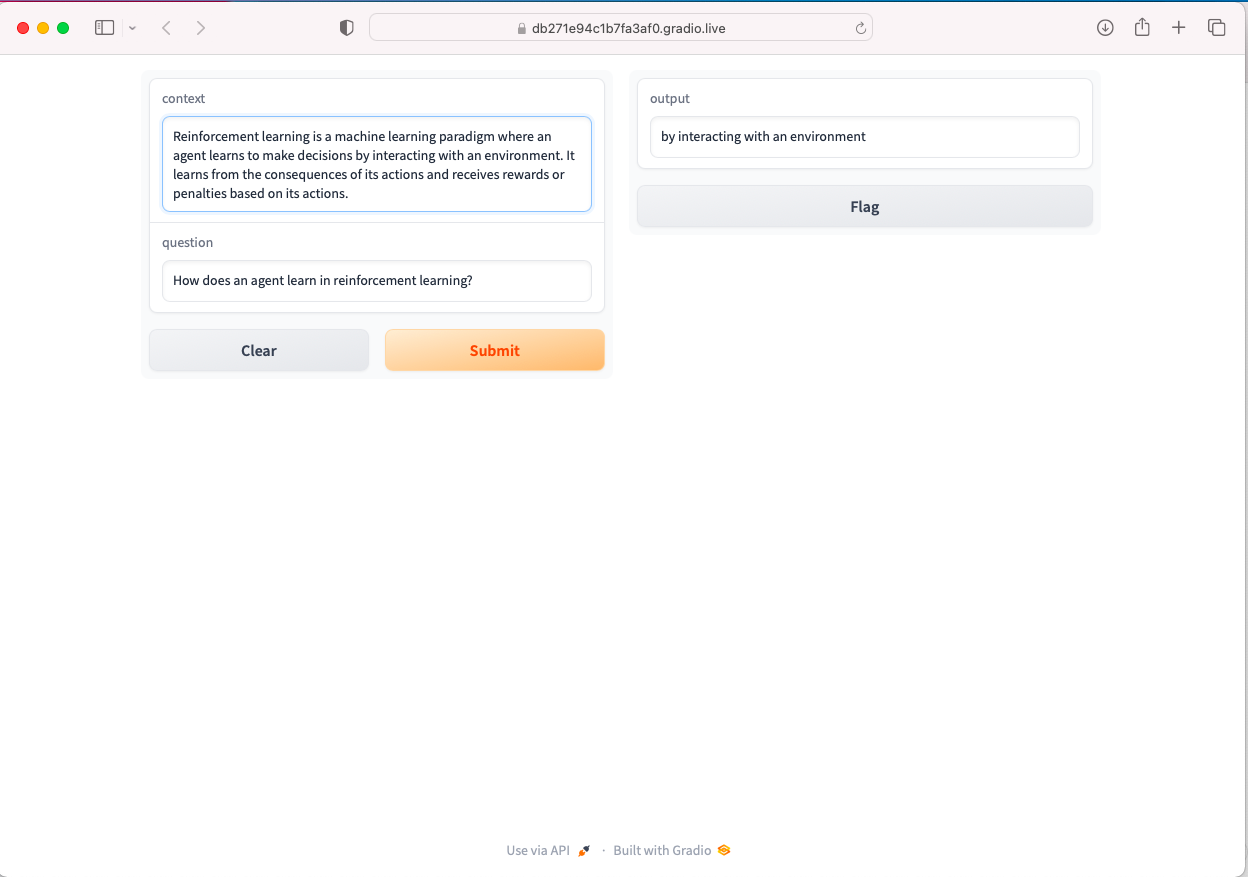 db271e94c1b7fa3af0.gradio.live
context
Reinforcement learning is a machine learning paradigm where an
agent learns to make decisions by interacting with an environment. It
learns from the consequences of its actions and receives rewards or
penalties based on its actions.
question
How does an agent learn in reinforcement learning?
Clear
Submit
output
by interacting with an environment
Flag
Use via API · Built with Gradio